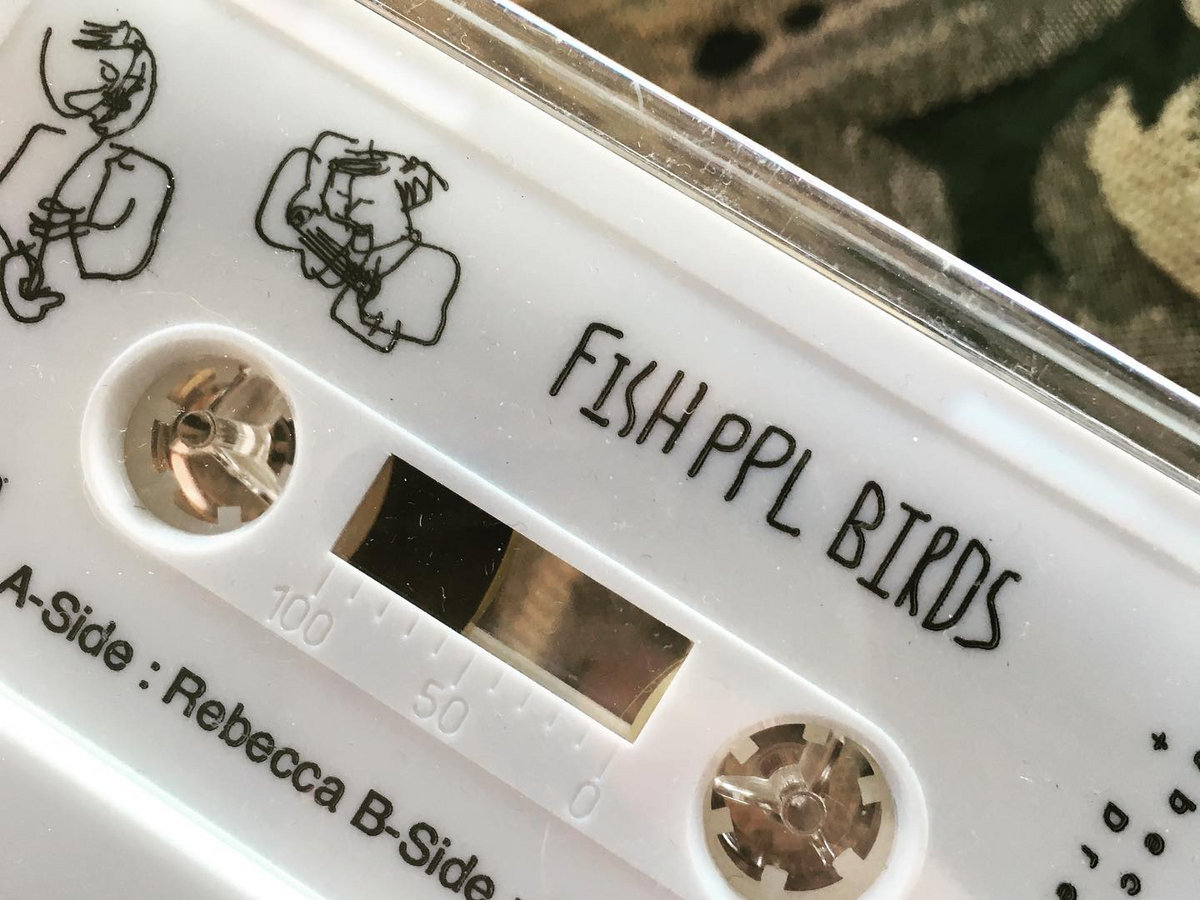 FISH PPL BIRDS
100
50
0
A-Side : Rebecca B-Side